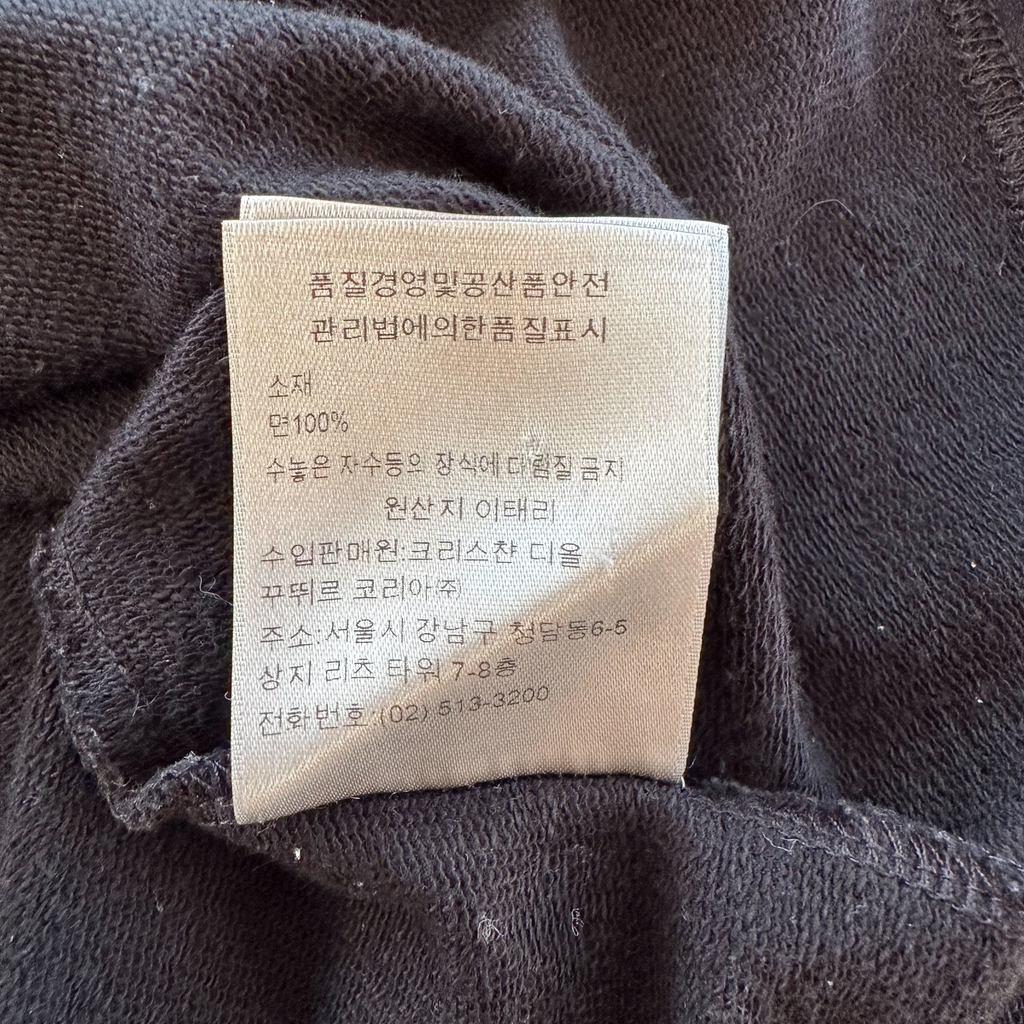 품질경영및공산품안전
관리법에의한품질표시
소재
면100%
수놓은 자수등의 장식에 다림질 금지
원산지 이태리
수입판매원:크리스챤 디올
꾸뛰르 코리아㈜
주소:서울시 강남구 청담동6-5
상지 리츠 타워 7-8층
전화번호:(02) 513-3200